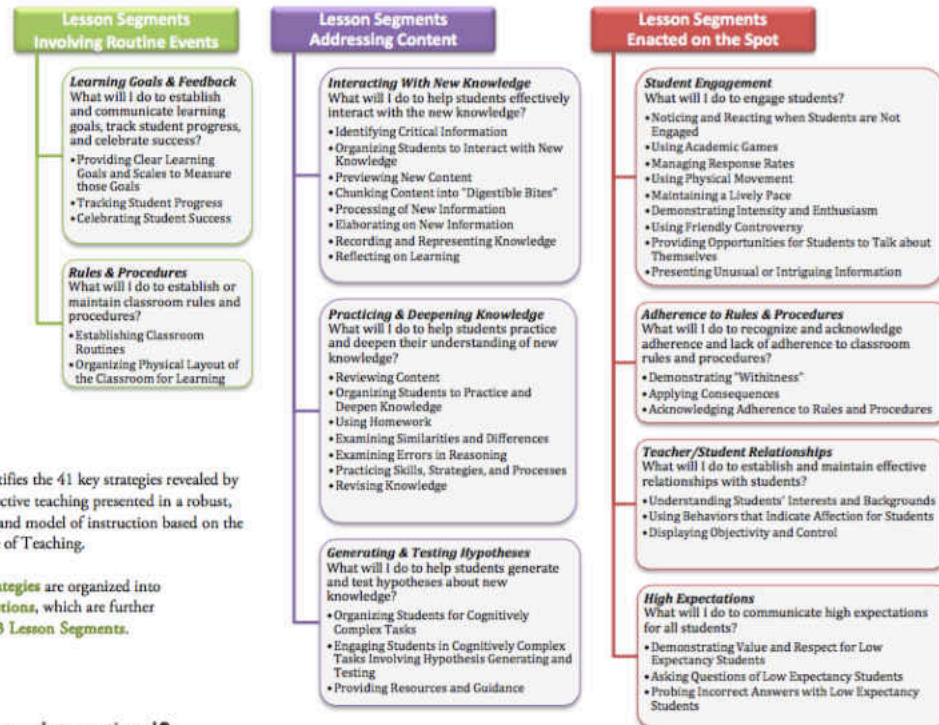 Lesson Segments
Involving Routine Events
Learning Goals & Feedback
What will I do to establish
and communicate learning
goals, track student progress,
and celebrate success?
•Providing Clear Learning
Goals and Scales to Measure
those Goals
•Tracking Student Progress
•Celebrating Student Success
Rules & Procedures
What will I do to establish or
maintain classroom rules and
procedures?
•Establishing Classroom
Routines
•Organizing Physical Layout of
the Classroom for Learning
tifies the 41 key strategies revealed by
ctive teaching presented in a robust,
and model of instruction based on the
of Teaching.
tegies are organized into
tions, which are further
3 Lesson Segments.
Lesson Segments
Addressing Content
Interacting With New Knowledge
What will I do to help students effectively
interact with the new knowledge?
•Identifying Critical Information
•Organizing Students to Interact with New
Knowledge
•Previewing New Content
•Chunking Content into "Digestible Bites"
•Processing of New Information
•Elaborating on New Information
•Recording and Representing Knowledge
•Reflecting on Learning
Practicing & Deepening Knowledge
What will I do to help students practice
and deepen their understanding of new
knowledge?
•Reviewing Content
•Organizing Students to Practice and
Deepen Knowledge
•Using Homework
•Examining Similarities and Differences
•Examining Errors in Reasoning
•Practicing Skills, Strategies, and Processes
•Revising Knowledge
Generating & Testing Hypotheses
What will I do to help students generate
and test hypotheses about new
knowledge?
•Organizing Students for Cognitively
Complex Tasks
•Engaging Students in Cognitively Complex
Tasks Involving Hypothesis Generating and
Testing
•Providing Resources and Guidance
Lesson Segments
Enacted on the Spot
Student Engagement
What will I do to engage students?
•Noticing and Reacting when Students are Not
Engaged
•Using Academic Games
•Managing Response Rates
•Using Physical Movement
•Maintaining a Lively Pace
•Demonstrating Intensity and Enthusiasm
•Using Friendly Controversy
•Providing Opportunities for Students to Talk about
Themselves
•Presenting Unusual or Intriguing Information
Adherence to Rules & Procedures
What will I do to recognize and acknowledge
adherence and lack of adherence to classroom
rules and procedures?
•Demonstrating "Withitness"
•Applying Consequences
•Acknowledging Adherence to Rules and Procedures
Teacher/Student Relationships
What will I do to establish and maintain effective
relationships with students?
•Understanding Students' Interests and Backgrounds
•Using Behaviors that Indicate Affection for Students
•Displaying Objectivity and Control
High Expectations
What will I do to communicate high expectations
for all students?
•Demonstrating Value and Respect for Low
Expectancy Students
•Asking Questions of Low Expectancy Students
•Probing Incorrect Answers with Low Expectancy
Students